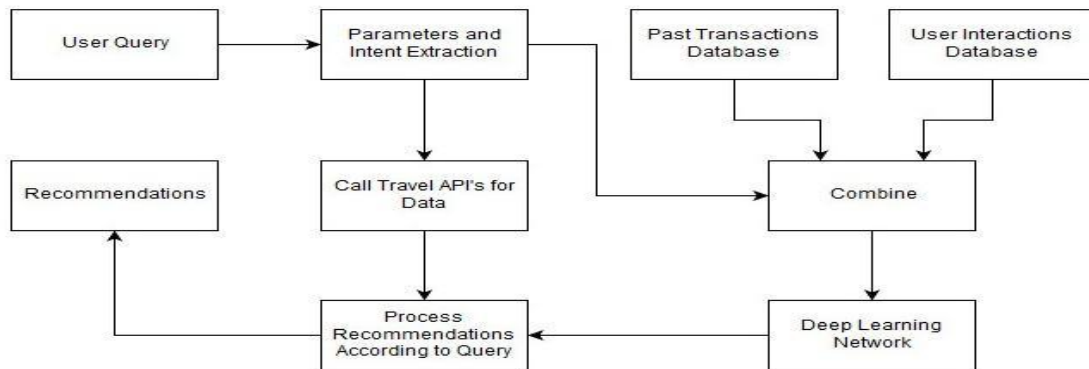 User Query
Parameters and
Intent Extraction
Past Transactions
Database
User Interactions
Database
Recommendations
Call Travel API's for
Data
Combine
Process
Recommendations
According to Query
Deep Learning
Network